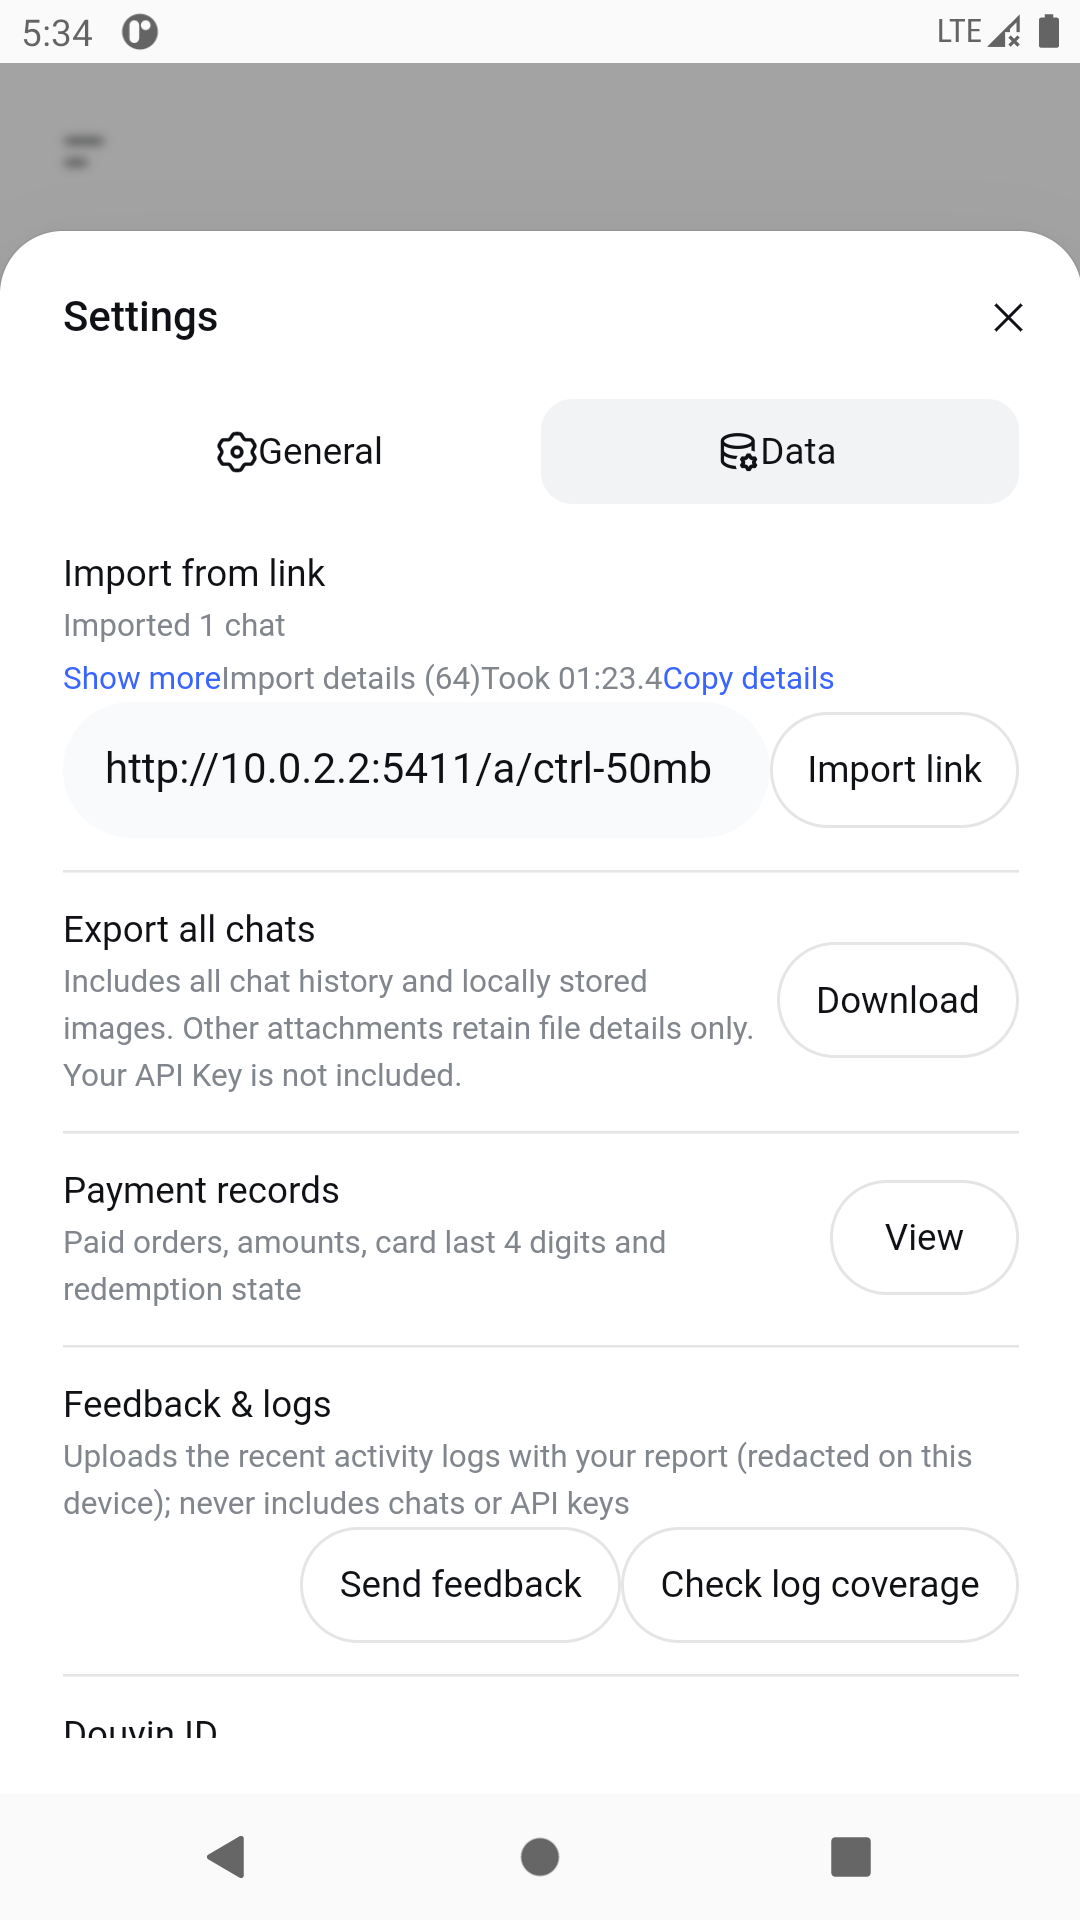 5:34
LTE
Settings
General
Data
Import from link
Imported 1 chat
Show moreImport details (64)Took 01:23.4Copy details
http://10.0.2.2:5411/a/ctrl-50mb
Import link
Export all chats
Includes all chat history and locally stored
images. Other attachments retain file details only.
Your API Key is not included.
Download
Payment records
Paid orders, amounts, card last 4 digits and
redemption state
View
Feedback & logs
Uploads the recent activity logs with your report (redacted on this
device); never includes chats or API keys
Send feedback
Check log coverage
Douyin ID